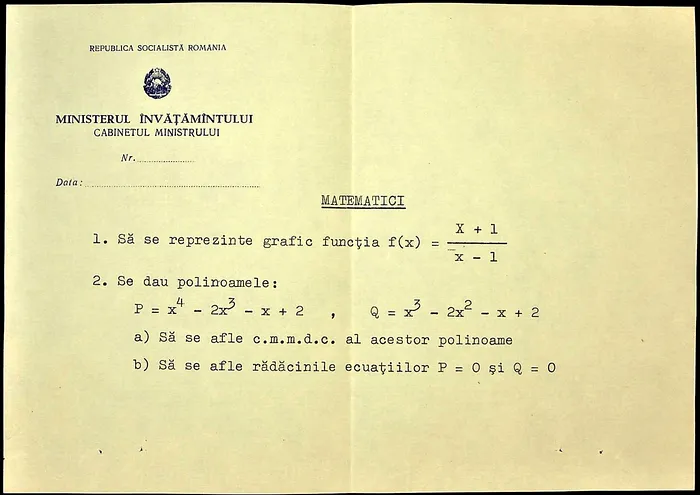 REPUBLICA SOCIALISTĂ ROMÂNIA
MINISTERUL ÎNVĂȚĂMÎNTULUI
CABINETUL MINISTRULUI
Nr. ....................
Data: ............................................................
MATEMATICI
1. Să se reprezinte grafic funcţia f(x) = x + 1 / x - 1
2. Se dau polinoamele:
P = x⁴ - 2x³ - x + 2 , Q = x³ - 2x² - x + 2
a) Să se afle c.m.m.d.c. al acestor polinoame
b) Să se afle rădăcinile ecuaţiilor P = 0 şi Q = 0